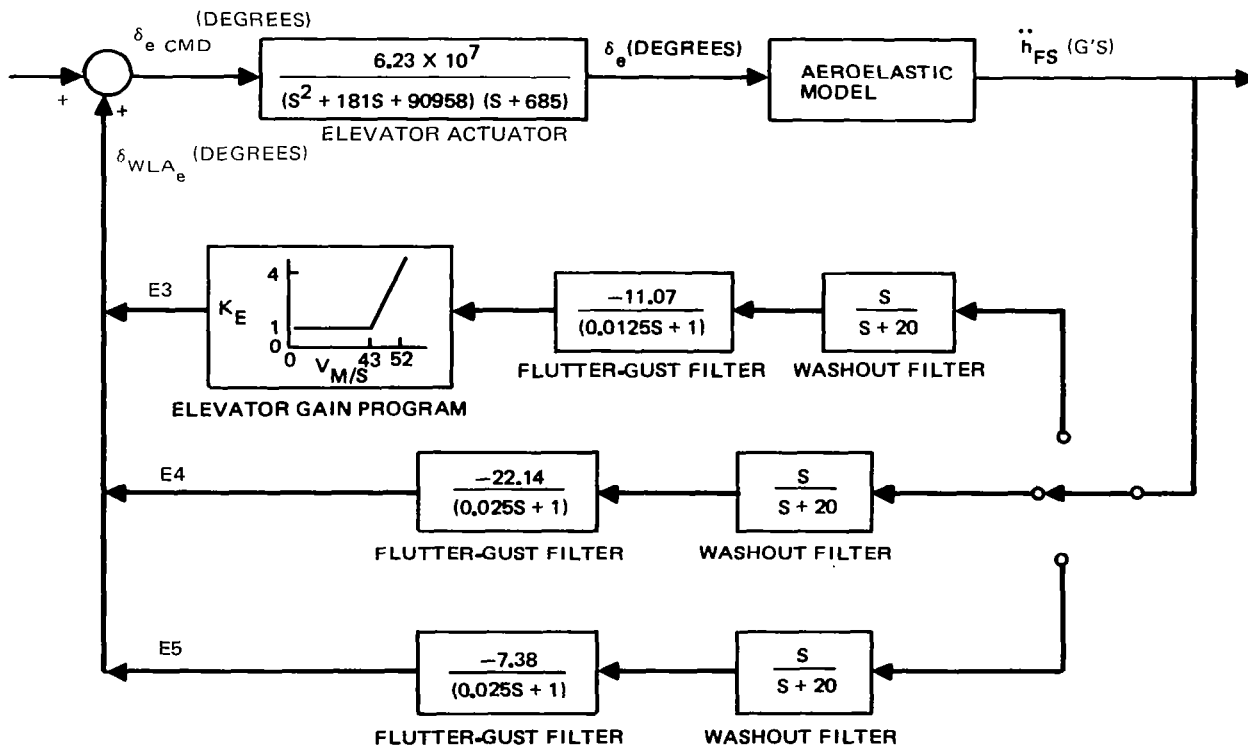 (DEGREES)
δe CMD
+
+
6.23 × 10^7
(S² + 181S + 90958) (S + 685)
ELEVATOR ACTUATOR
δe (DEGREES)
AEROELASTIC
MODEL
ḧFS (G'S)
δWLAe (DEGREES)
E3
KE
4
1
0
0
43
52
V M/S
ELEVATOR GAIN PROGRAM
−11.07
(0.0125S + 1)
FLUTTER-GUST FILTER
S
S + 20
WASHOUT FILTER
E4
−22.14
(0.025S + 1)
FLUTTER-GUST FILTER
S
S + 20
WASHOUT FILTER
E5
−7.38
(0.025S + 1)
FLUTTER-GUST FILTER
S
S + 20
WASHOUT FILTER